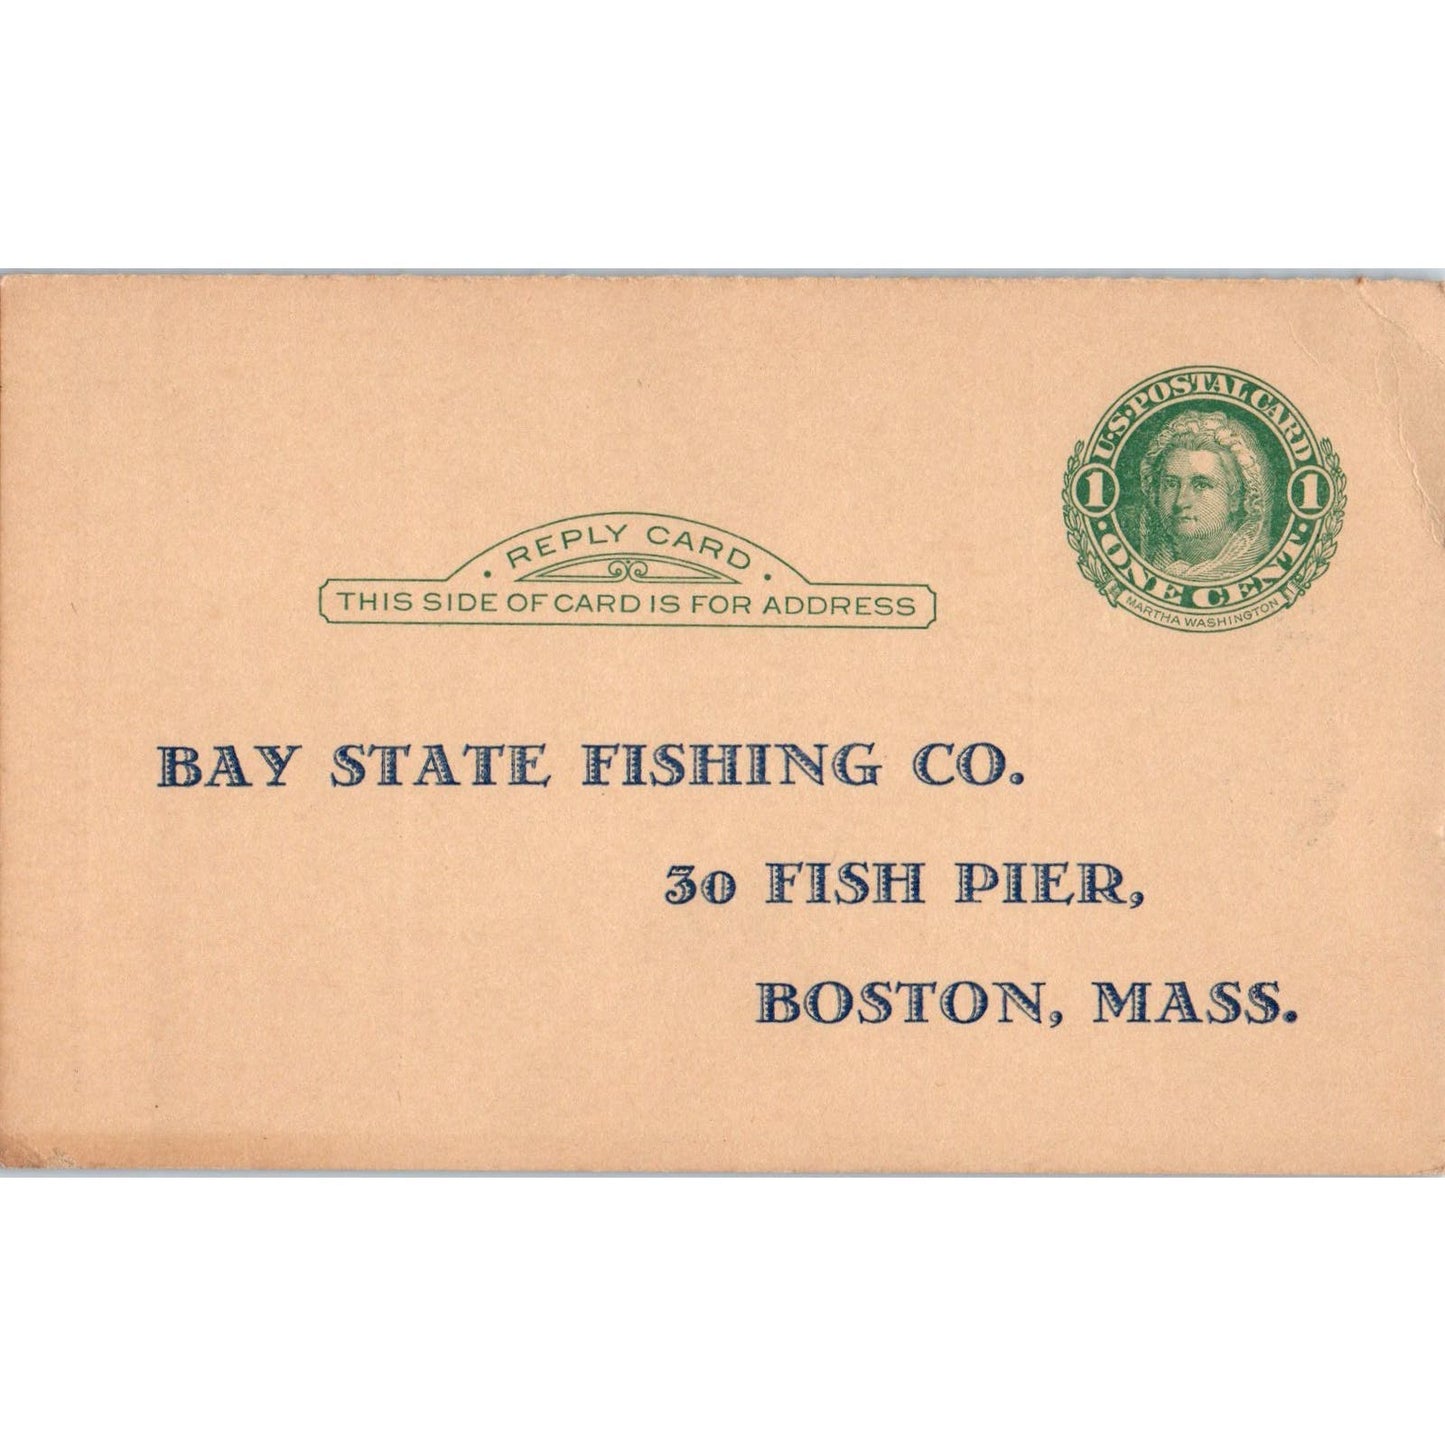 U·S·POSTAL CARD
1 1
·ONE CENT·
MARTHA WASHINGTON
· REPLY CARD ·
THIS SIDE OF CARD IS FOR ADDRESS
BAY STATE FISHING CO.
30 FISH PIER,
BOSTON, MASS.